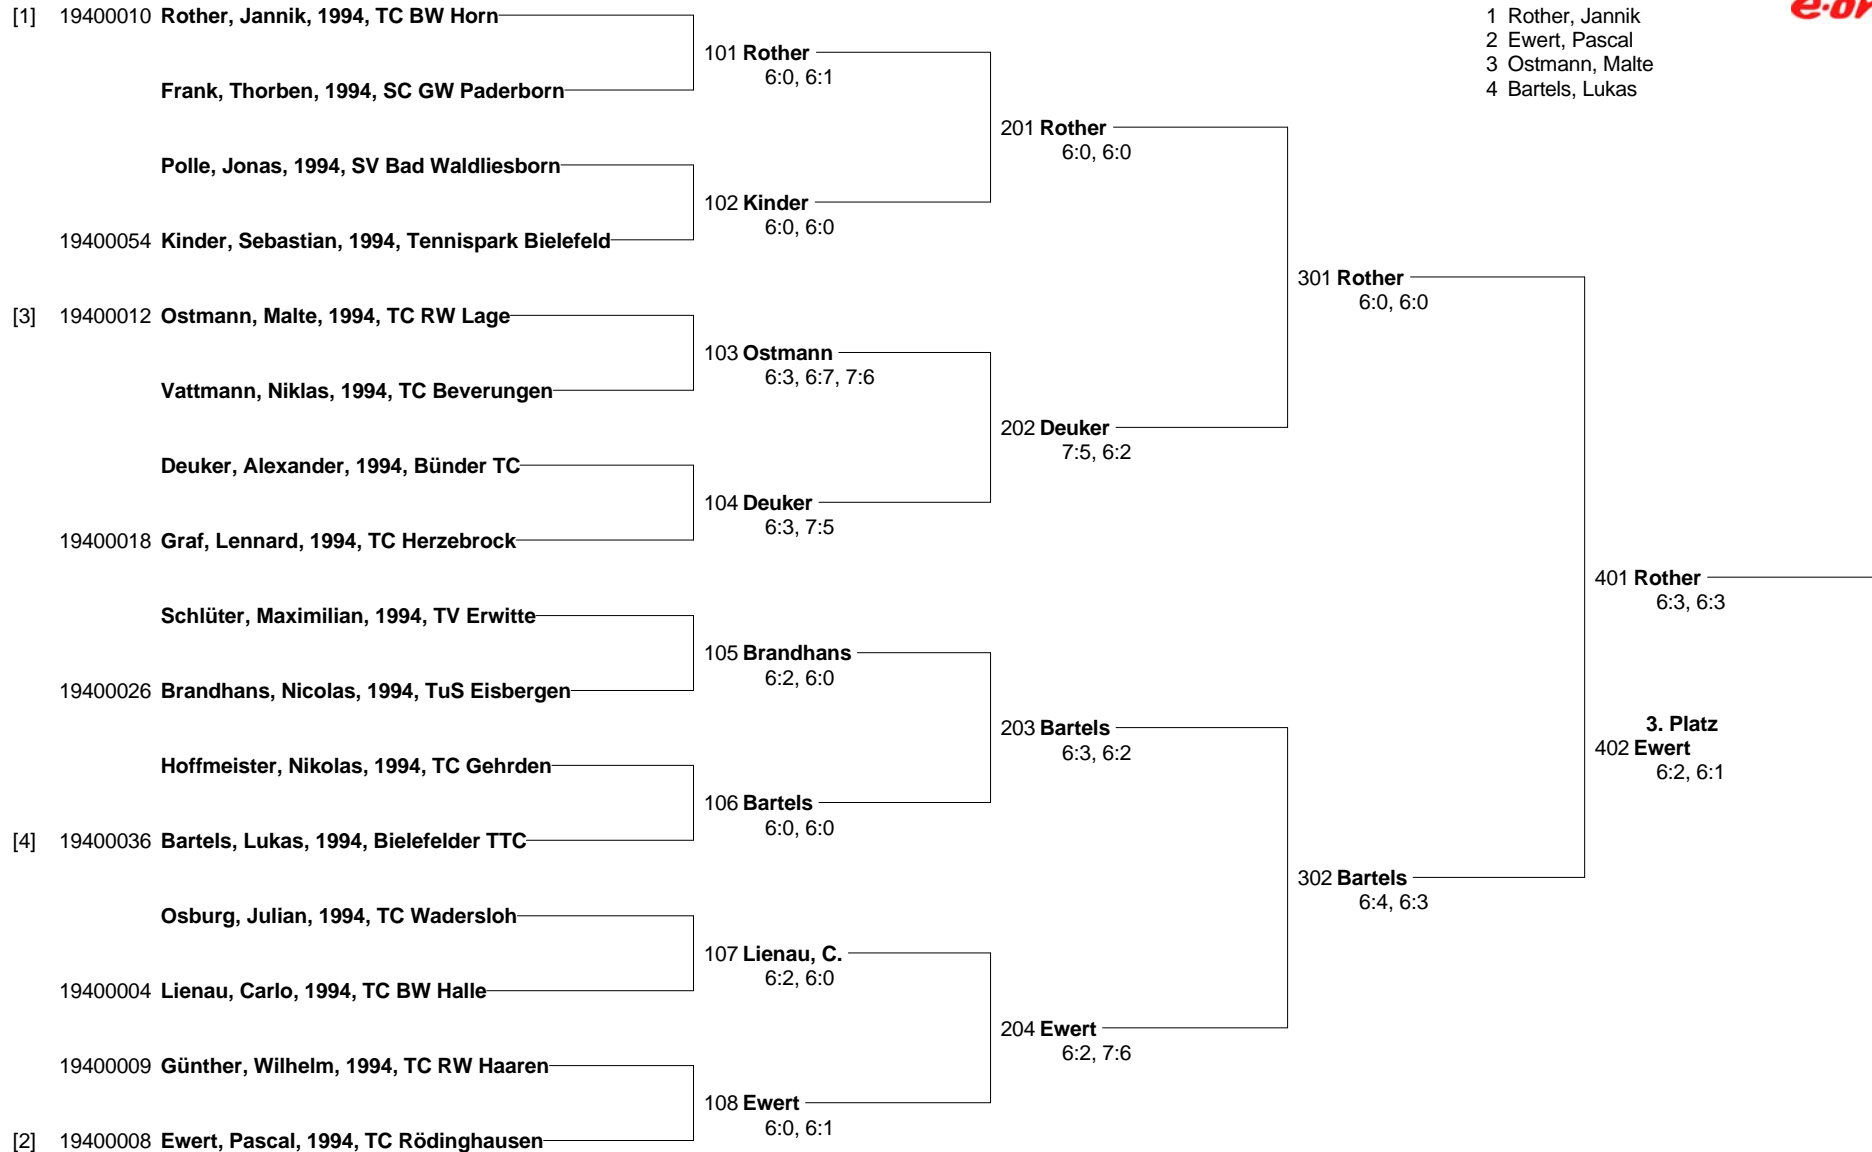 [1] 19400010 Rother, Jannik, 1994, TC BW Horn
1 Rother, Jannik
2 Ewert, Pascal
3 Ostmann, Malte
4 Bartels, Lukas
101 Rother
6:0, 6:1
Frank, Thorben, 1994, SC GW Paderborn
201 Rother
6:0, 6:0
Polle, Jonas, 1994, SV Bad Waldliesborn
102 Kinder
6:0, 6:0
19400054 Kinder, Sebastian, 1994, Tennispark Bielefeld
301 Rother
6:0, 6:0
[3] 19400012 Ostmann, Malte, 1994, TC RW Lage
103 Ostmann
6:3, 6:7, 7:6
Vattmann, Niklas, 1994, TC Beverungen
202 Deuker
7:5, 6:2
Deuker, Alexander, 1994, Bünder TC
104 Deuker
6:3, 7:5
19400018 Graf, Lennard, 1994, TC Herzebrock
401 Rother
6:3, 6:3
Schlüter, Maximilian, 1994, TV Erwitte
105 Brandhans
6:2, 6:0
19400026 Brandhans, Nicolas, 1994, TuS Eisbergen
203 Bartels
6:3, 6:2
3. Platz
402 Ewert
6:2, 6:1
Hoffmeister, Nikolas, 1994, TC Gehrden
106 Bartels
6:0, 6:0
[4] 19400036 Bartels, Lukas, 1994, Bielefelder TTC
302 Bartels
6:4, 6:3
Osburg, Julian, 1994, TC Wadersloh
107 Lienau, C.
6:2, 6:0
19400004 Lienau, Carlo, 1994, TC BW Halle
204 Ewert
6:2, 7:6
19400009 Günther, Wilhelm, 1994, TC RW Haaren
108 Ewert
6:0, 6:1
[2] 19400008 Ewert, Pascal, 1994, TC Rödinghausen